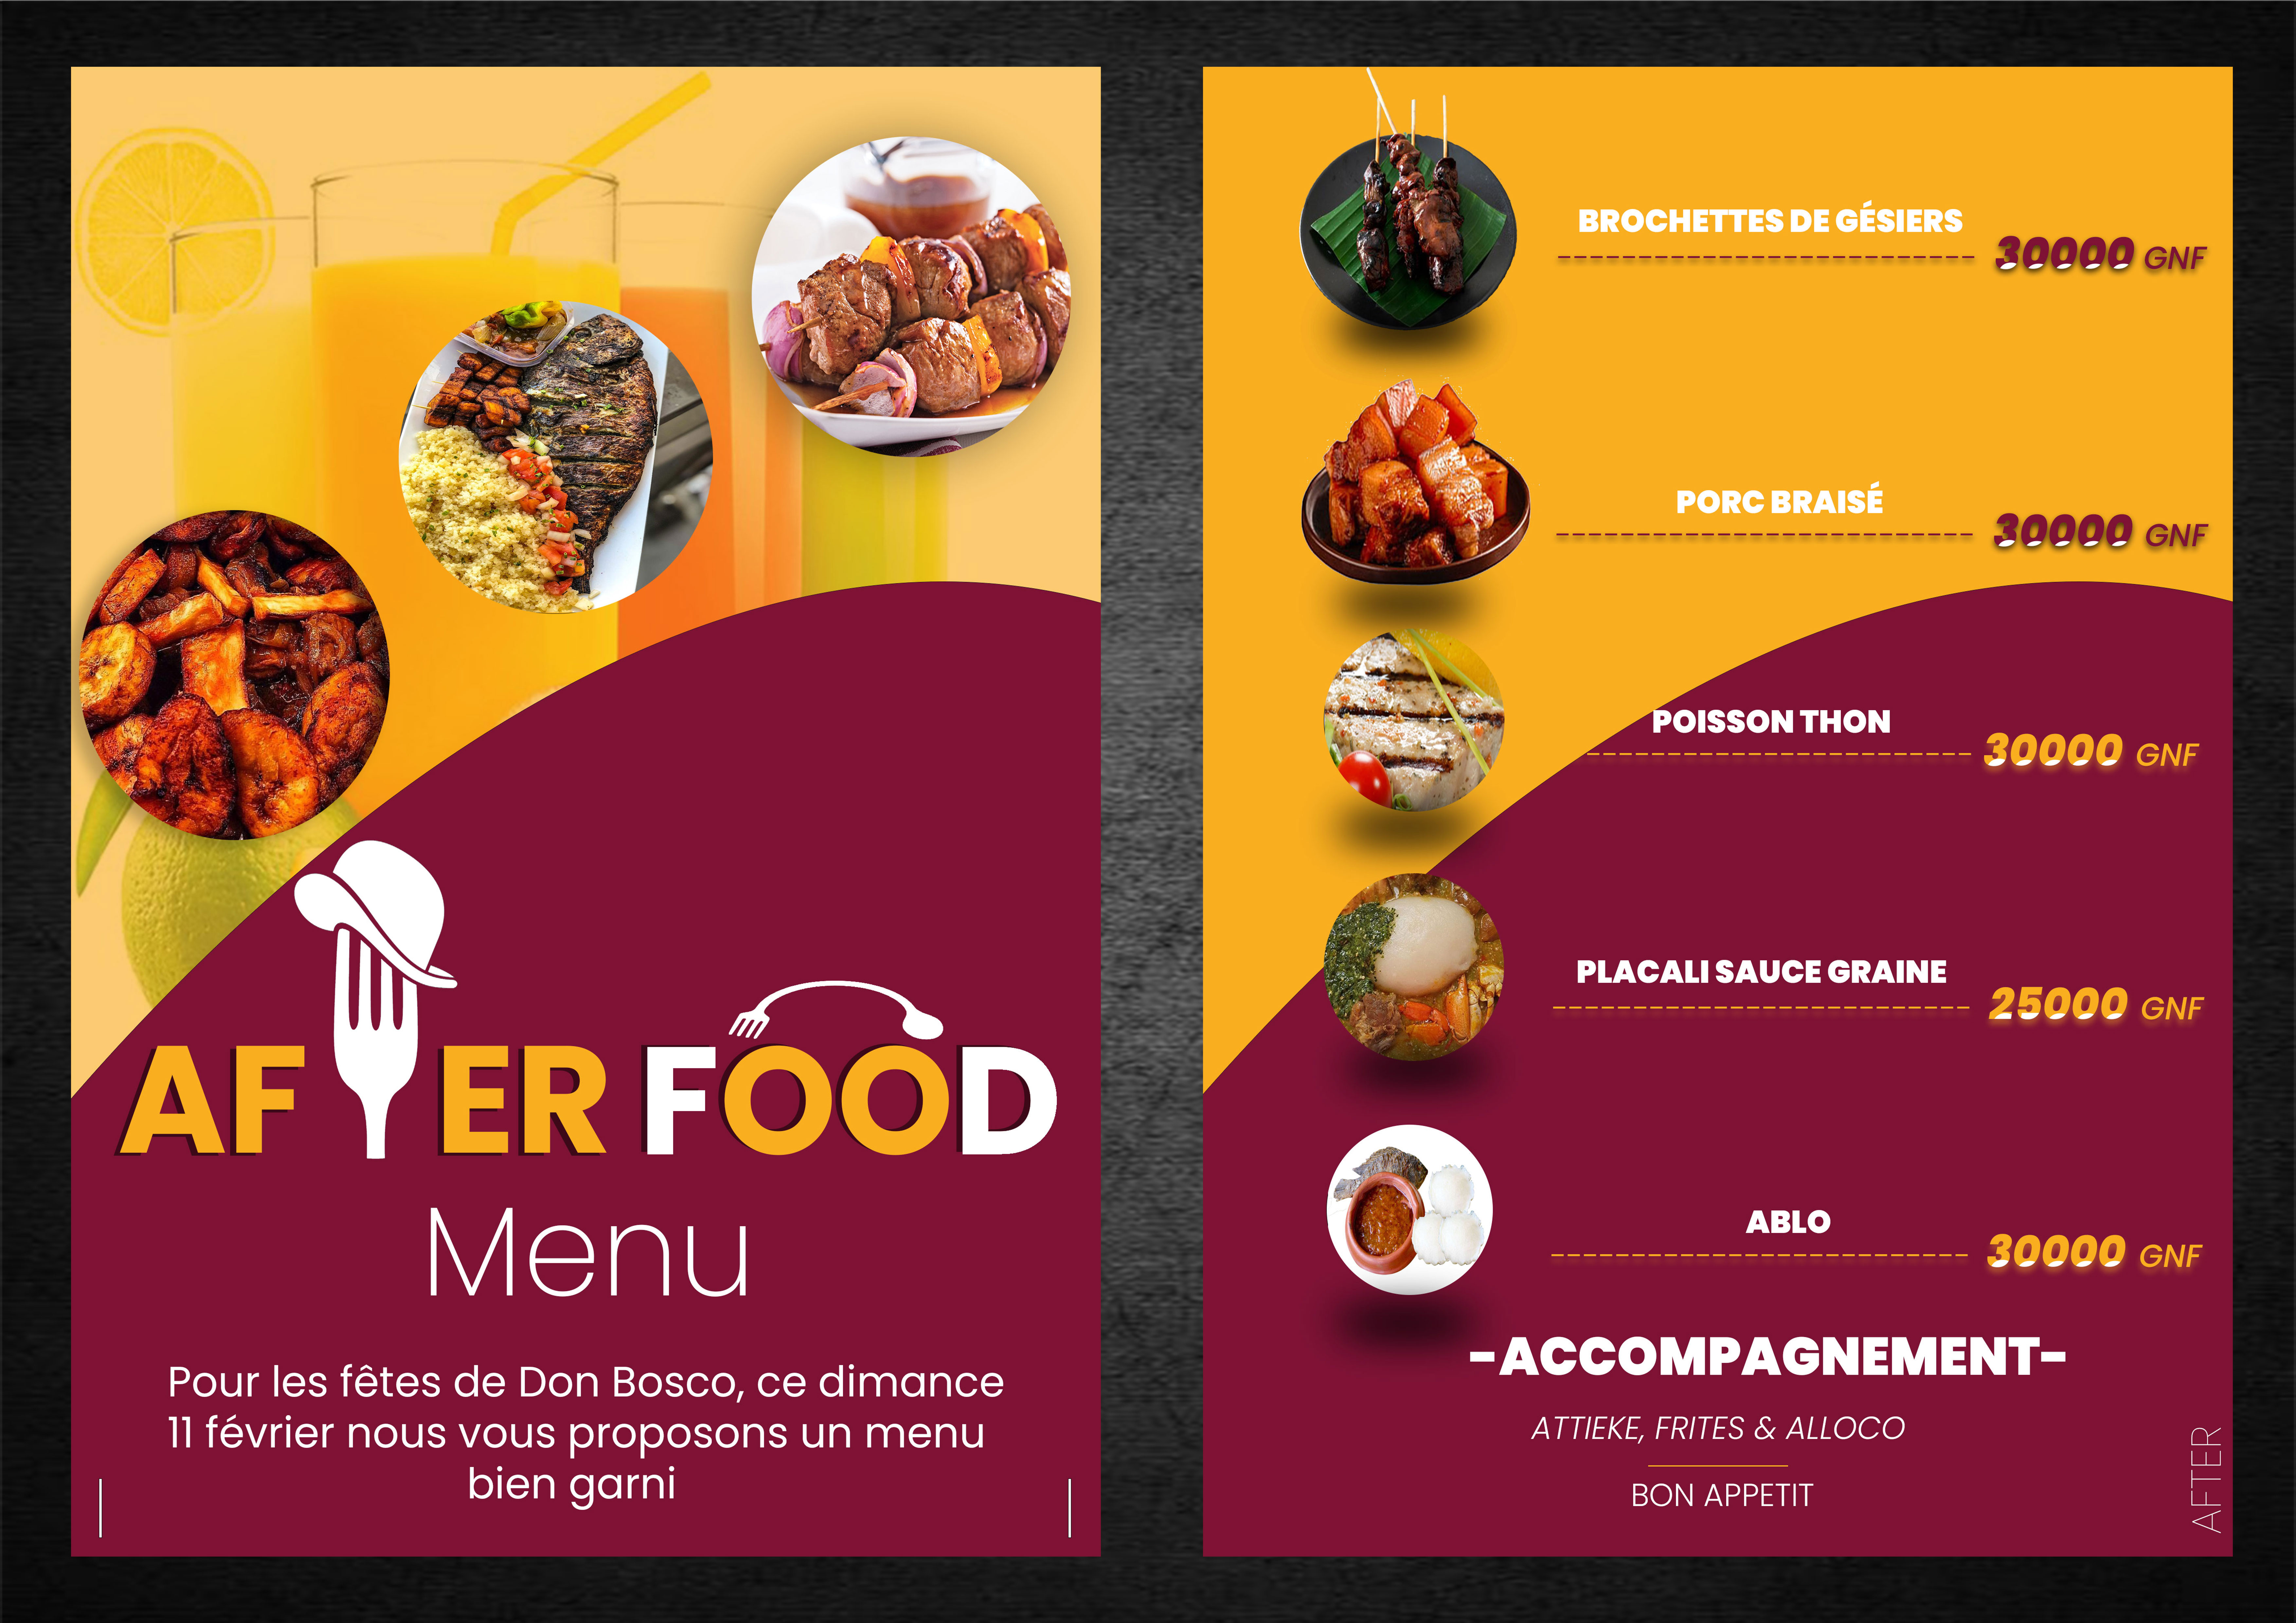 AFTER FOOD
Menu
Pour les fêtes de Don Bosco, ce dimance
11 février nous vous proposons un menu
bien garni
BROCHETTES DE GÉSIERS
30000 GNF
PORC BRAISÉ
30000 GNF
POISSON THON
30000 GNF
PLACALI SAUCE GRAINE
25000 GNF
ABLO
30000 GNF
-ACCOMPAGNEMENT-
ATTIEKE, FRITES & ALLOCO
BON APPETIT
AFTER